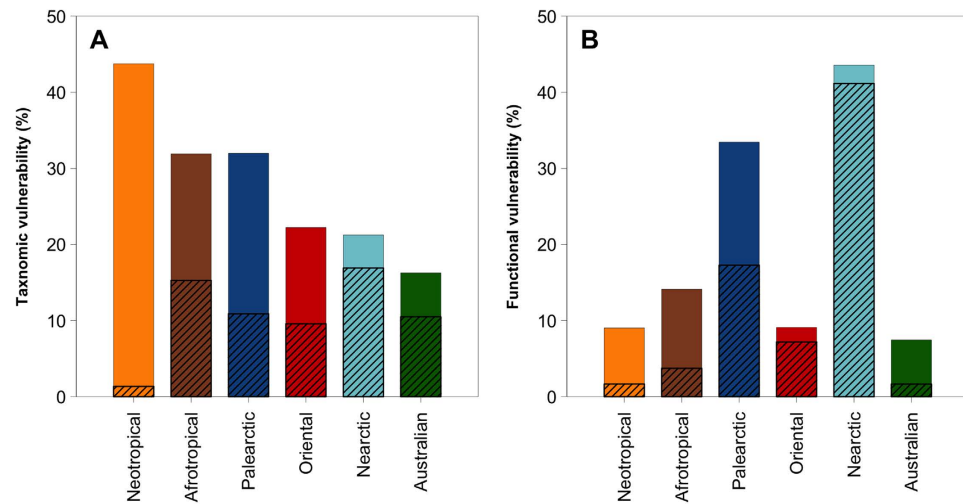 A
Taxnomic vulnerability (%)
50
40
30
20
10
0
Neotropical
Afrotropical
Palearctic
Oriental
Nearctic
Australian
B
Functional vulnerability (%)
50
40
30
20
10
0
Neotropical
Afrotropical
Palearctic
Oriental
Nearctic
Australian